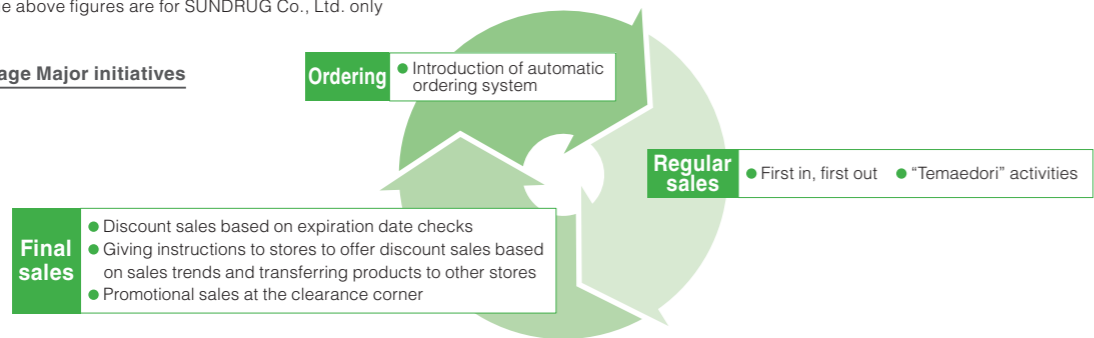 e above figures are for SUNDRUG Co., Ltd. only
age Major initiatives
Ordering
● Introduction of automatic
ordering system
Regular
sales
● First in, first out ● “Temaedori” activities
Final
sales
● Discount sales based on expiration date checks
● Giving instructions to stores to offer discount sales based
on sales trends and transferring products to other stores
● Promotional sales at the clearance corner